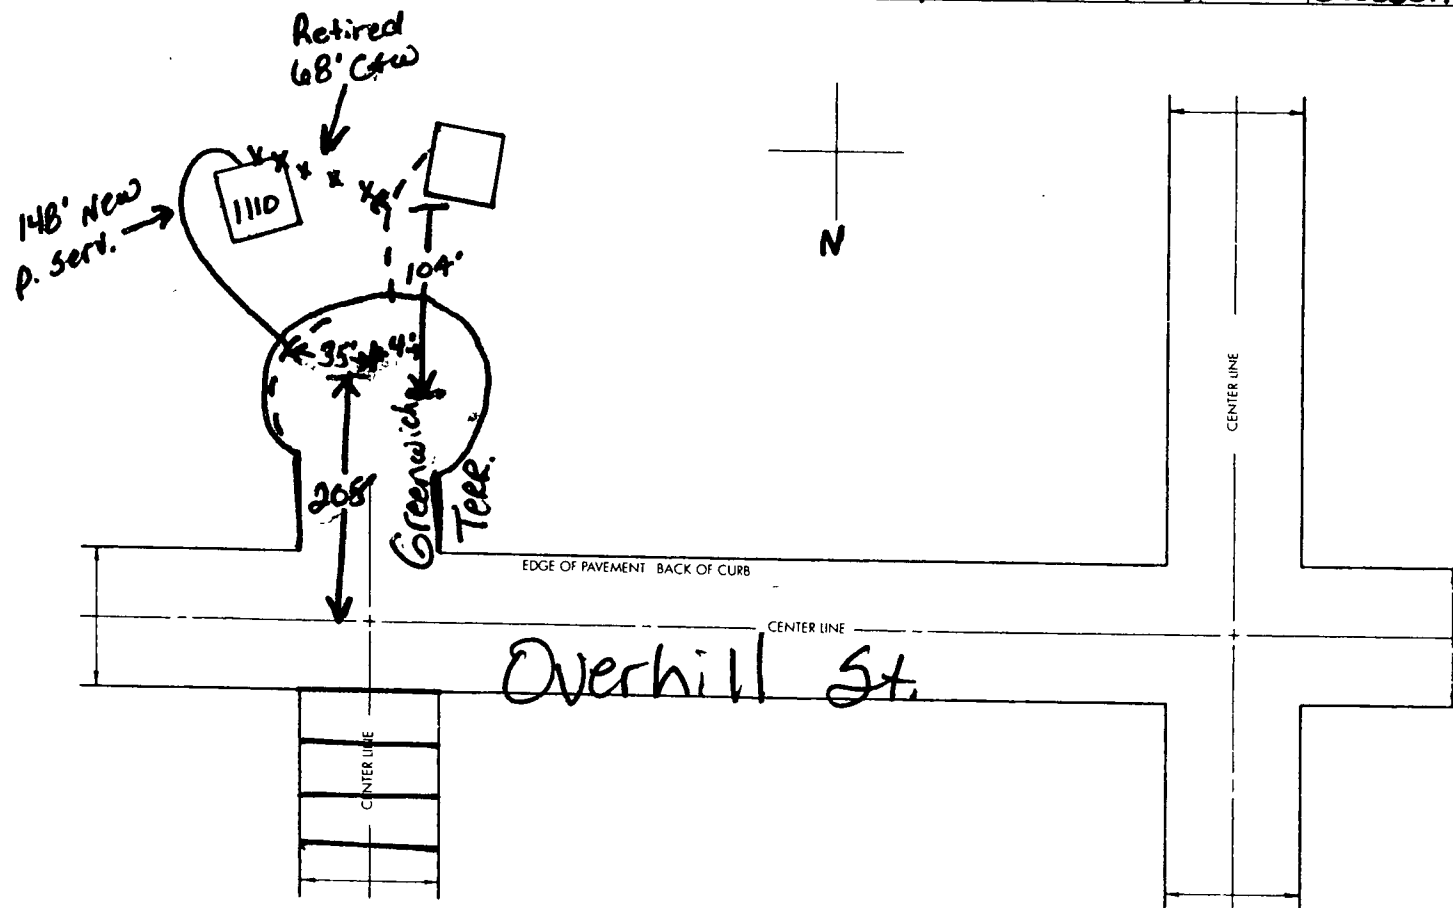 Retired
68' C+W
148' New
p. serv.
1110
104'
N
35'
4'
208'
Greenwich
Terr.
EDGE OF PAVEMENT BACK OF CURB
CENTER LINE
CENTER LINE
Overhill St.
CENTER LINE